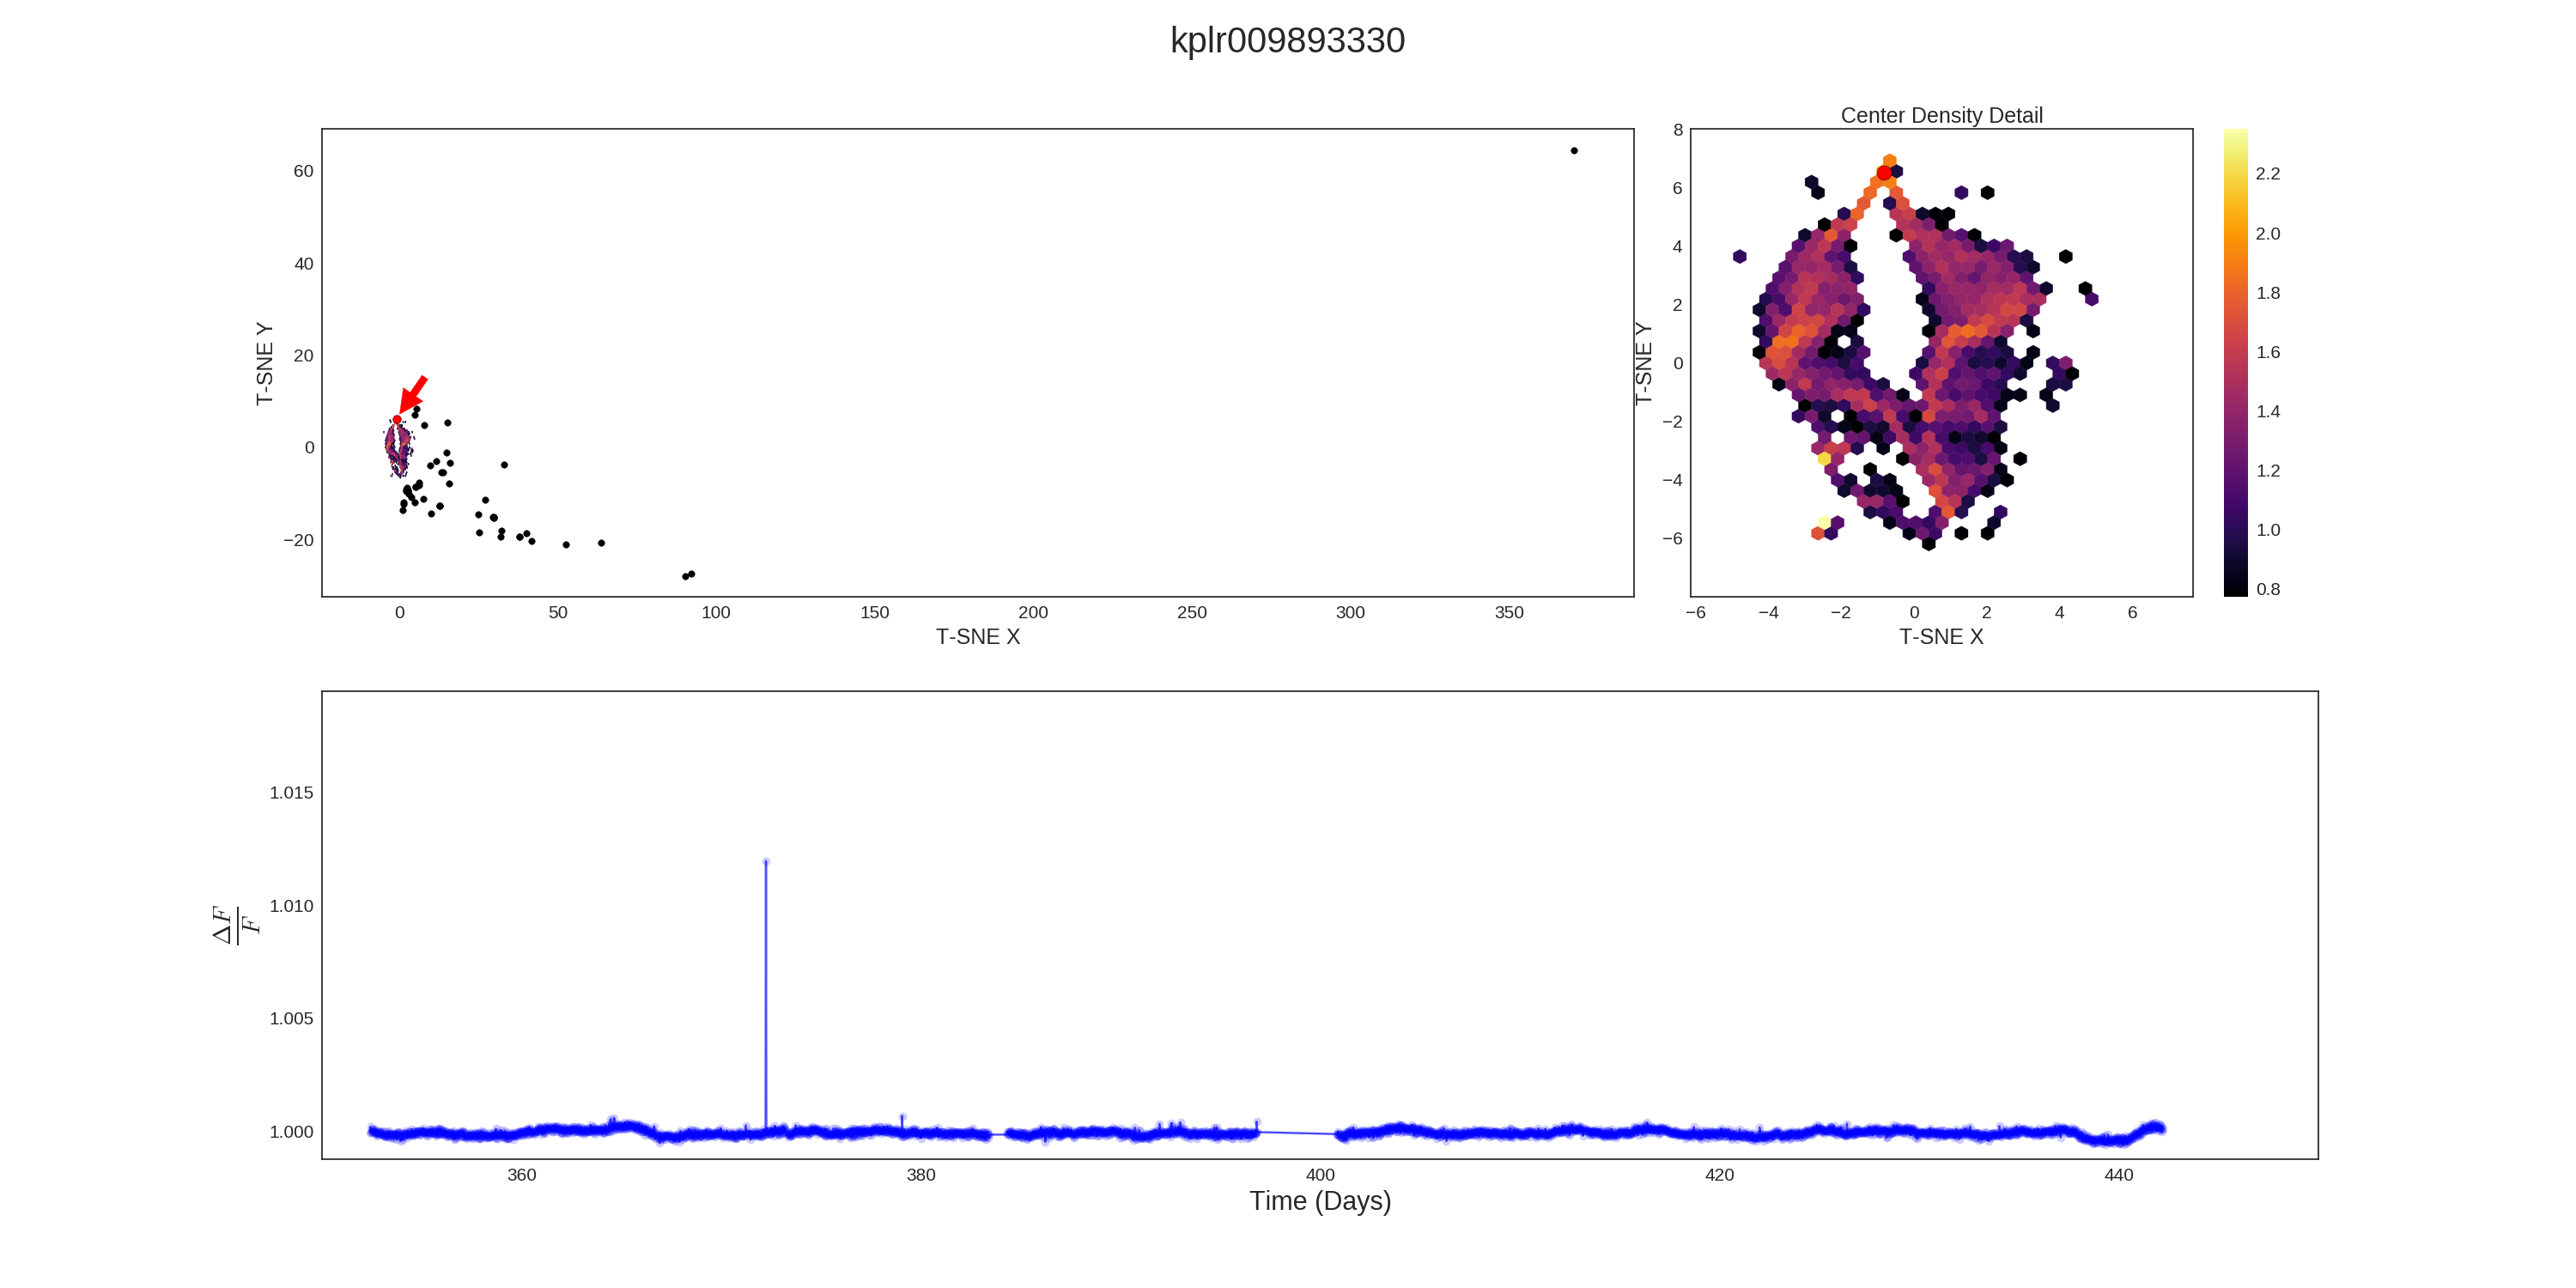 kplr009893330
Center Density Detail
60
40
20
0
−20
T-SNE Y
0 50 100 150 200 250 300 350
T-SNE X
8
6
4
2
0
−2
−4
−6
T-SNE Y
−6 −4 −2 0 2 4 6
T-SNE X
2.2
2.0
1.8
1.6
1.4
1.2
1.0
0.8
1.015
1.010
1.005
1.000
ΔF
F
360 380 400 420 440
Time (Days)